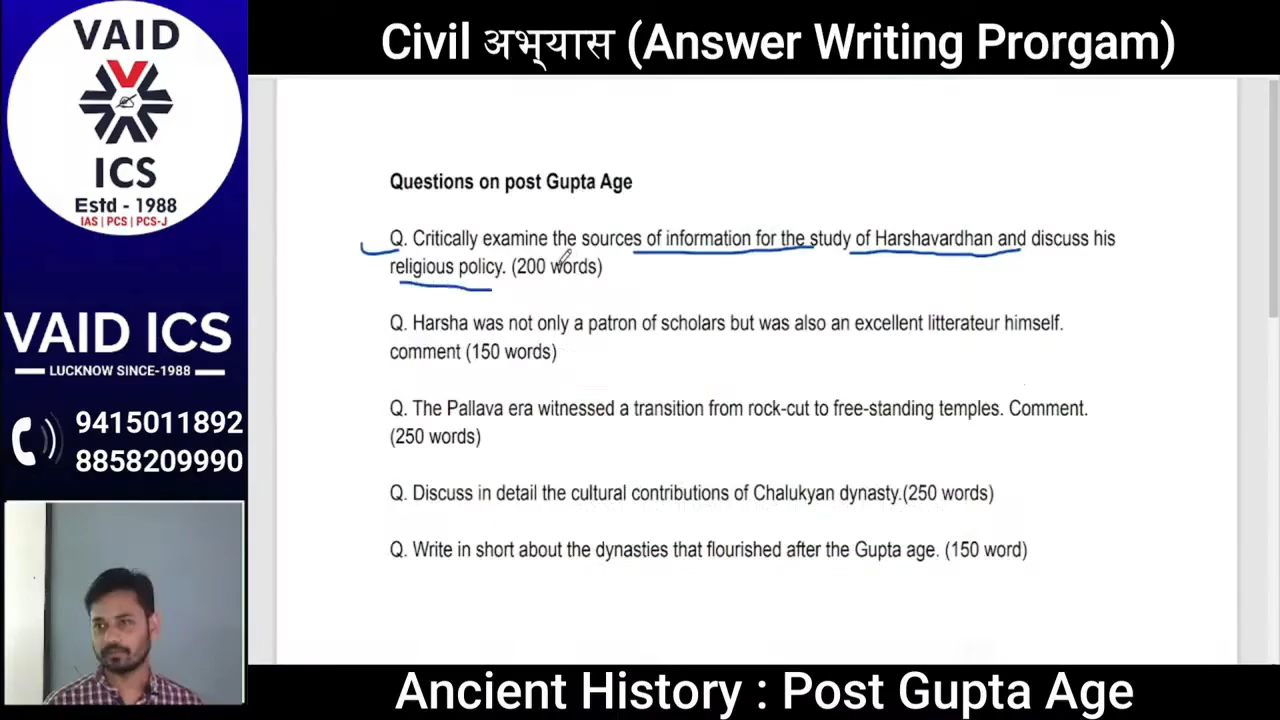 VAID
ICS
Estd - 1988
IAS | PCS | PCS-J
VAID ICS
LUCKNOW SINCE-1988
9415011892
8858209990
Civil अभ्यास (Answer Writing Prorgam)
Questions on post Gupta Age
Q. Critically examine the sources of information for the study of Harshavardhan and discuss his
religious policy. (200 words)
Q. Harsha was not only a patron of scholars but was also an excellent litterateur himself.
comment (150 words)
Q. The Pallava era witnessed a transition from rock-cut to free-standing temples. Comment.
(250 words)
Q. Discuss in detail the cultural contributions of Chalukyan dynasty.(250 words)
Q. Write in short about the dynasties that flourished after the Gupta age. (150 word)
Ancient History : Post Gupta Age